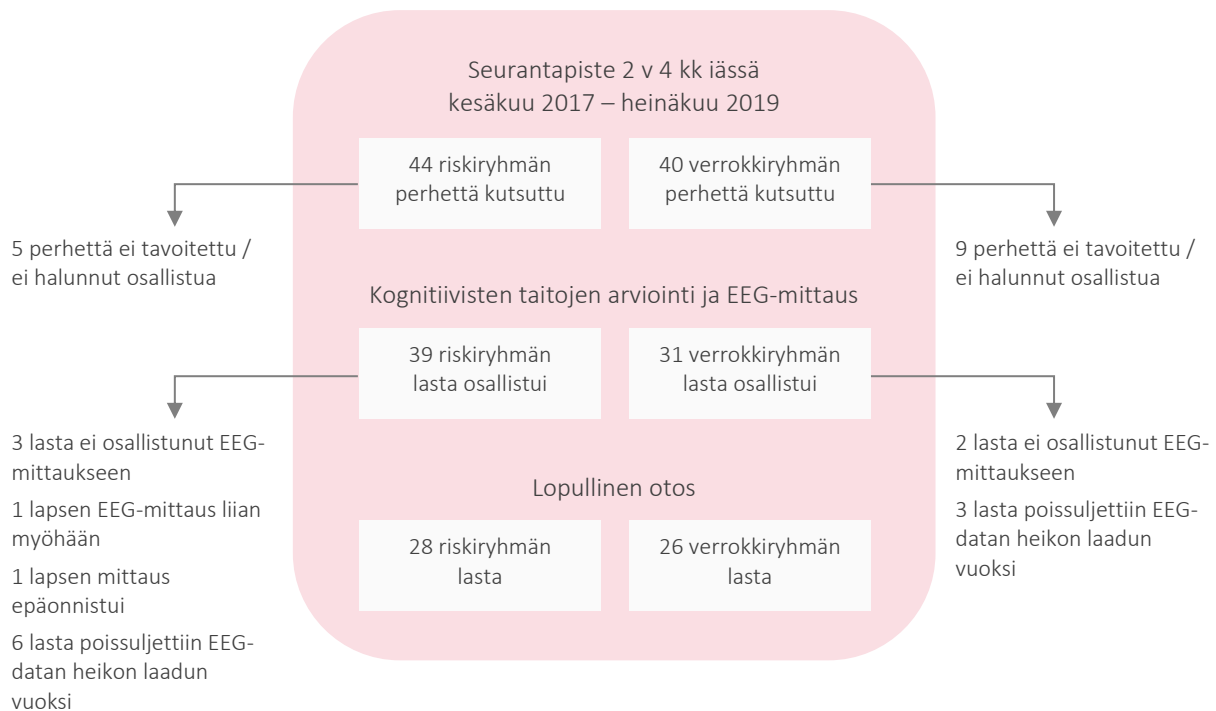 Seurantapiste 2 v 4 kk iässä
kesäkuu 2017 – heinäkuu 2019
44 riskiryhmän
perhettä kutsuttu
40 verrokkiryhmän
perhettä kutsuttu
5 perhettä ei tavoitettu /
ei halunnut osallistua
9 perhettä ei tavoitettu /
ei halunnut osallistua
Kognitiivisten taitojen arviointi ja EEG-mittaus
39 riskiryhmän
lasta osallistui
31 verrokkiryhmän
lasta osallistui
3 lasta ei osallistunut EEG-
mittaukseen
1 lapsen EEG-mittaus liian
myöhään
1 lapsen mittaus
epäonnistui
6 lasta poissuljettiin EEG-
datan heikon laadun
vuoksi
2 lasta ei osallistunut EEG-
mittaukseen
3 lasta poissuljettiin EEG-
datan heikon laadun
vuoksi
Lopullinen otos
28 riskiryhmän
lasta
26 verrokkiryhmän
lasta